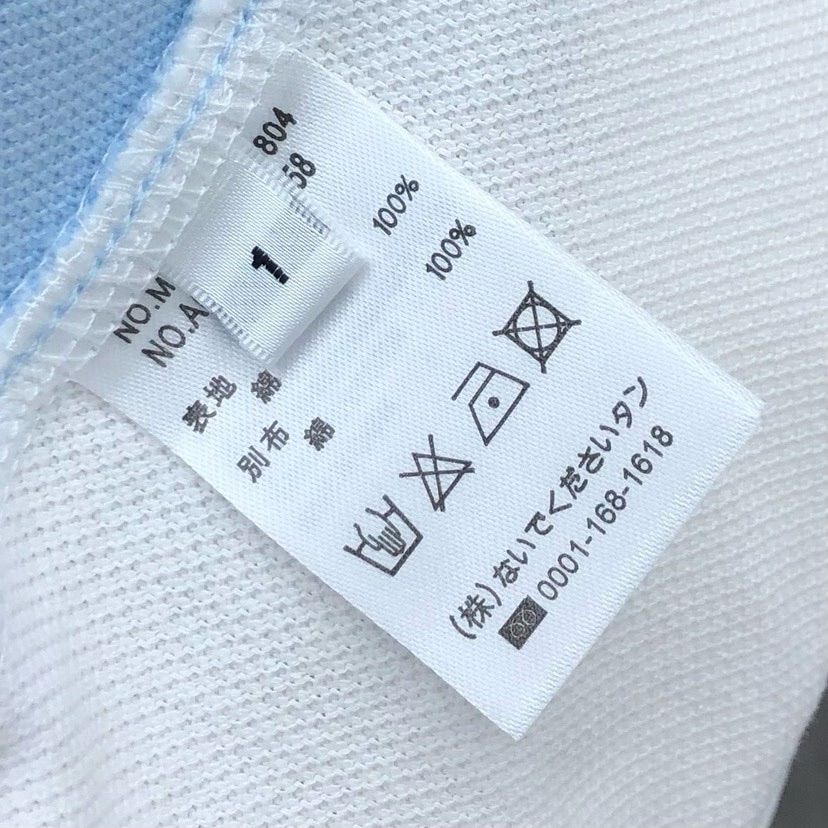 NO.M 804
NO.A 58
1
表地 綿 100%
別布 綿 100%
(株)ないでくださいタン
0001-168-1618